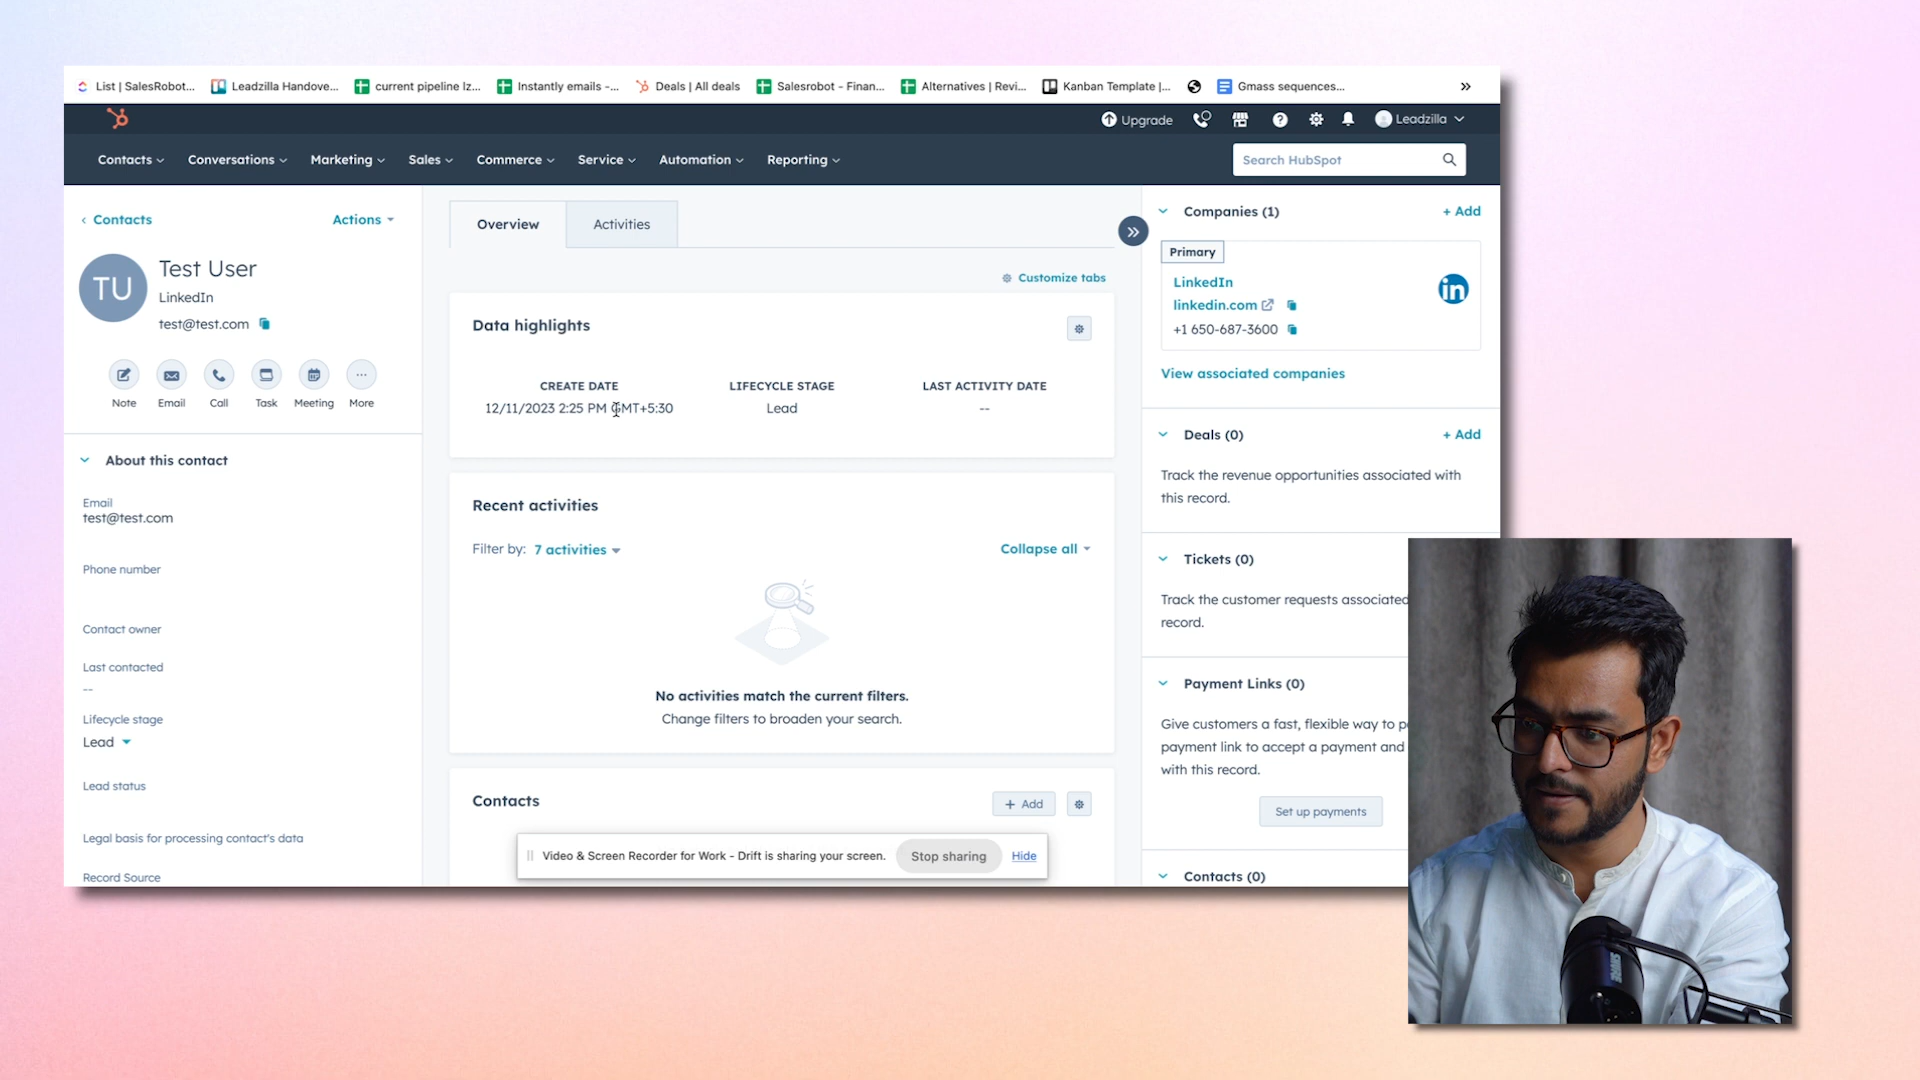 List | SalesRobot...
Leadzilla Handove...
current pipeline lz...
Instantly emails -...
Deals | All deals
Salesrobot - Finan...
Alternatives | Revi...
Kanban Template |...
Gmass sequences...
»
Upgrade
Leadzilla
Contacts
Conversations
Marketing
Sales
Commerce
Service
Automation
Reporting
Search HubSpot
‹ Contacts
Actions
TU
Test User
LinkedIn
test@test.com
Note
Email
Call
Task
Meeting
More
About this contact
Email
test@test.com
Phone number
Contact owner
Last contacted
--
Lifecycle stage
Lead
Lead status
Legal basis for processing contact's data
Record Source
Overview
Activities
Customize tabs
Data highlights
CREATE DATE
12/11/2023 2:25 PM GMT+5:30
LIFECYCLE STAGE
Lead
LAST ACTIVITY DATE
--
Recent activities
Filter by: 7 activities
Collapse all
No activities match the current filters.
Change filters to broaden your search.
Contacts
+ Add
Video & Screen Recorder for Work - Drift is sharing your screen.
Stop sharing
Hide
»
Companies (1)
+ Add
Primary
LinkedIn
linkedin.com
+1 650-687-3600
in
View associated companies
Deals (0)
+ Add
Track the revenue opportunities associated with
this record.
Tickets (0)
Track the customer requests associated
record.
Payment Links (0)
Give customers a fast, flexible way to
payment link to accept a payment and
with this record.
Set up payments
Contacts (0)
SHURE